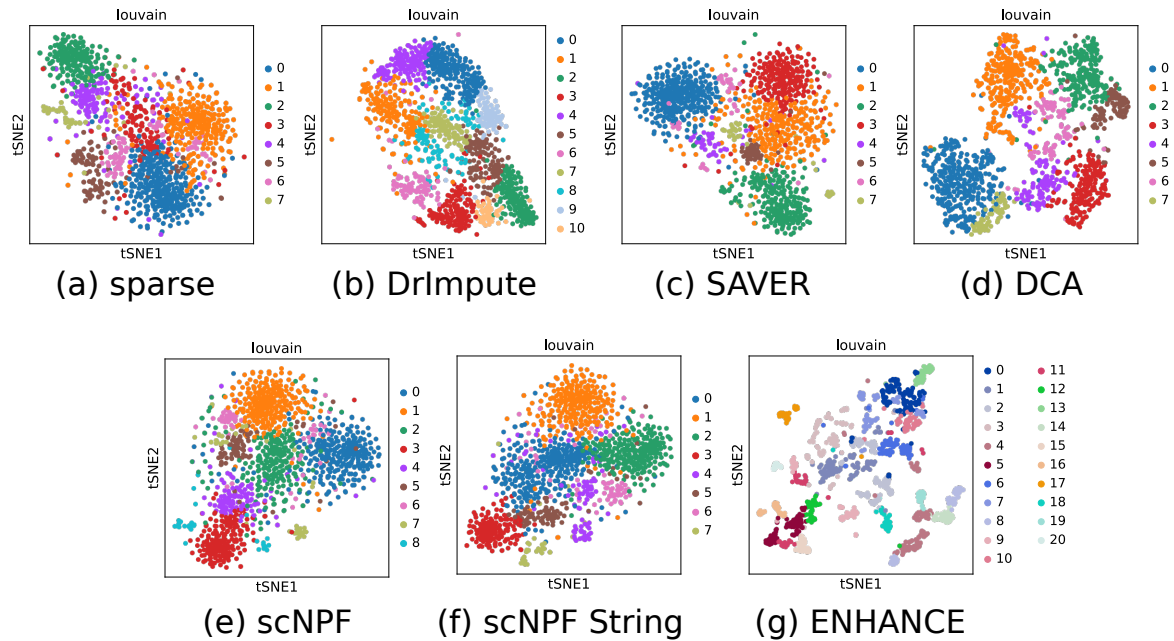 louvain
tSNE2
tSNE1
0
1
2
3
4
5
6
7
(a) sparse
louvain
tSNE2
tSNE1
0
1
2
3
4
5
6
7
8
9
10
(b) DrImpute
louvain
tSNE2
tSNE1
0
1
2
3
4
5
6
7
(c) SAVER
louvain
tSNE2
tSNE1
0
1
2
3
4
5
6
7
(d) DCA
louvain
tSNE2
tSNE1
0
1
2
3
4
5
6
7
8
(e) scNPF
louvain
tSNE2
tSNE1
0
1
2
3
4
5
6
7
(f) scNPF String
louvain
tSNE2
tSNE1
0
1
2
3
4
5
6
7
8
9
10
11
12
13
14
15
16
17
18
19
20
(g) ENHANCE